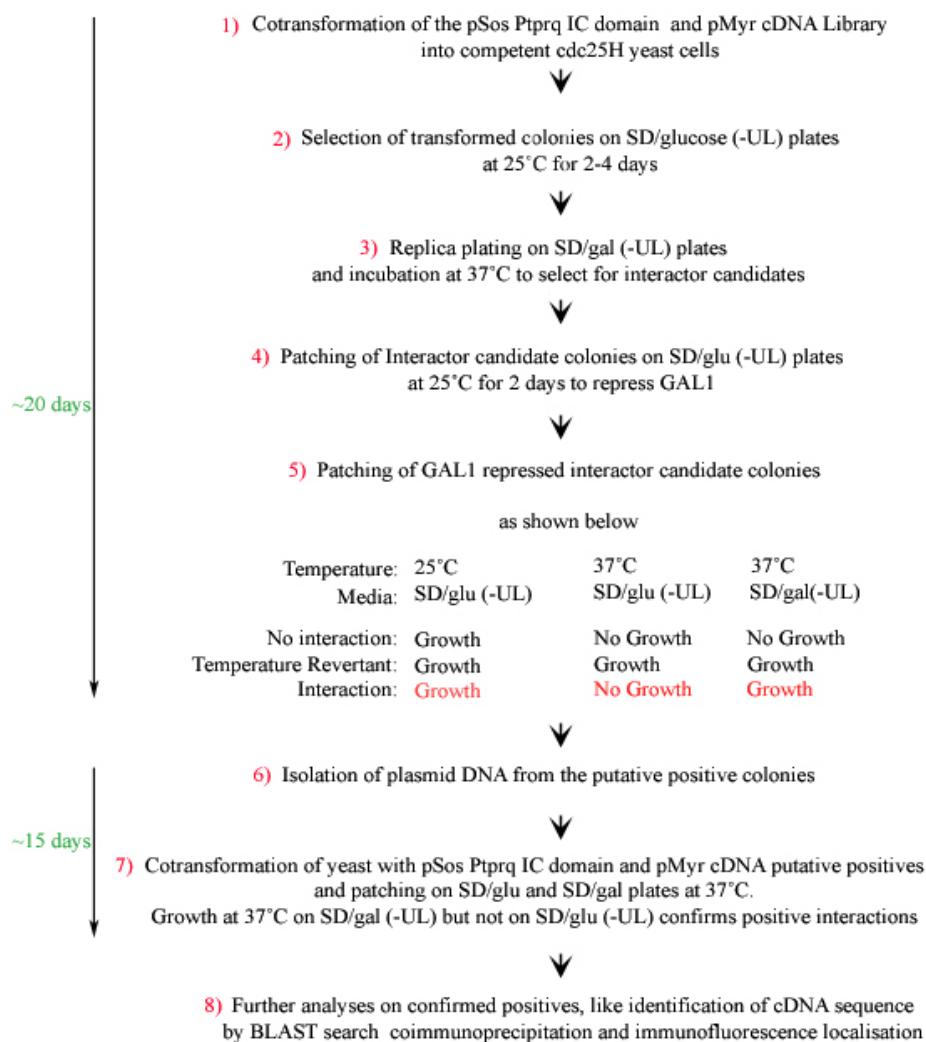 1) Cotransformation of the pSos Ptprq IC domain and pMyr cDNA Library
into competent cdc25H yeast cells
2) Selection of transformed colonies on SD/glucose (-UL) plates
at 25˚C for 2-4 days
3) Replica plating on SD/gal (-UL) plates
and incubation at 37˚C to select for interactor candidates
4) Patching of Interactor candidate colonies on SD/glu (-UL) plates
at 25˚C for 2 days to repress GAL1
~20 days
5) Patching of GAL1 repressed interactor candidate colonies
as shown below
Temperature: 25˚C 37˚C 37˚C
Media: SD/glu (-UL) SD/glu (-UL) SD/gal(-UL)
No interaction: Growth No Growth No Growth
Temperature Revertant: Growth Growth Growth
Interaction: Growth No Growth Growth
6) Isolation of plasmid DNA from the putative positive colonies
~15 days
7) Cotransformation of yeast with pSos Ptprq IC domain and pMyr cDNA putative positives
and patching on SD/glu and SD/gal plates at 37˚C.
Growth at 37˚C on SD/gal (-UL) but not on SD/glu (-UL) confirms positive interactions
8) Further analyses on confirmed positives, like identification of cDNA sequence
by BLAST search coimmunoprecipitation and immunofluorescence localisation